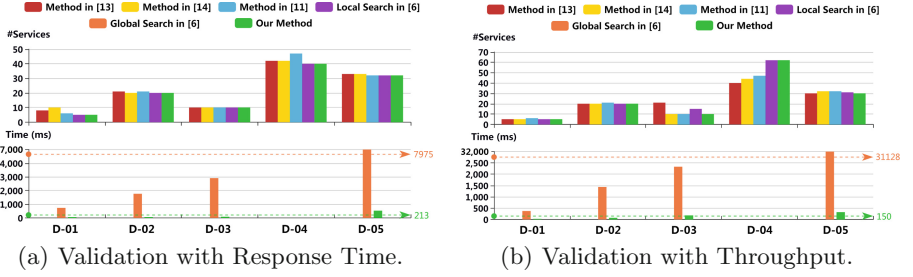 Method in [13] Method in [14] Method in [11] Local Search in [6]
Global Search in [6] Our Method
#Services
50
40
30
20
10
0
Time (ms)
7,000
4,000
3,000
2,000
1,000
0
7975
213
D-01 D-02 D-03 D-04 D-05
(a) Validation with Response Time.
Method in [13] Method in [14] Method in [11] Local Search in [6]
Global Search in [6] Our Method
#Services
70
60
50
40
30
20
10
0
Time (ms)
32,000
2,500
2,000
1,500
1,000
500
0
31128
150
D-01 D-02 D-03 D-04 D-05
(b) Validation with Throughput.